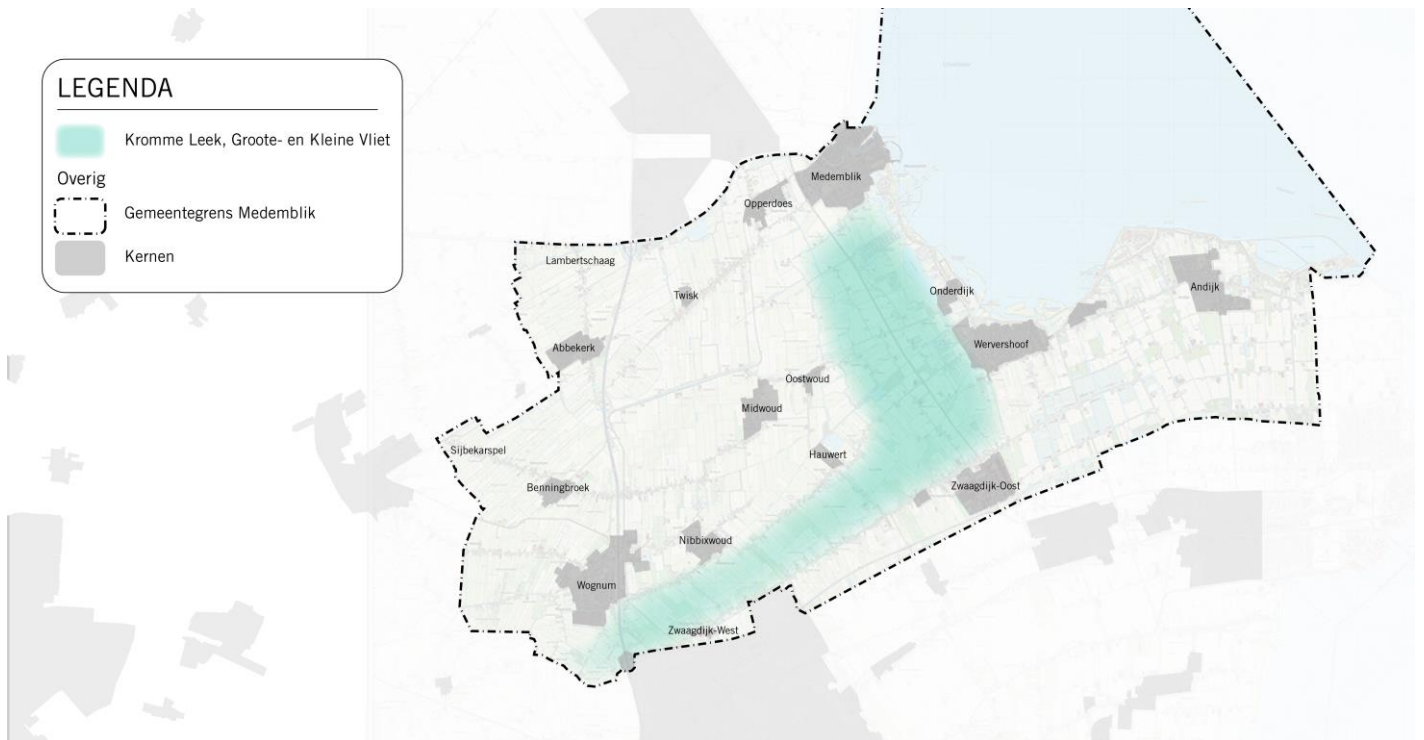 LEGENDA
Kromme Leek, Groote- en Kleine Vliet
Overig
Gemeentegrens Medemblik
Kernen
Medemblik
Opperdoes
Lambertschaag
Twisk
Onderdijk
Andijk
Wervershoof
Abbekerk
Oostwoud
Midwoud
Sijbekarspel
Hauwert
Benningbroek
Zwaagdijk-Oost
Nibbixwoud
Wognum
Zwaagdijk-West